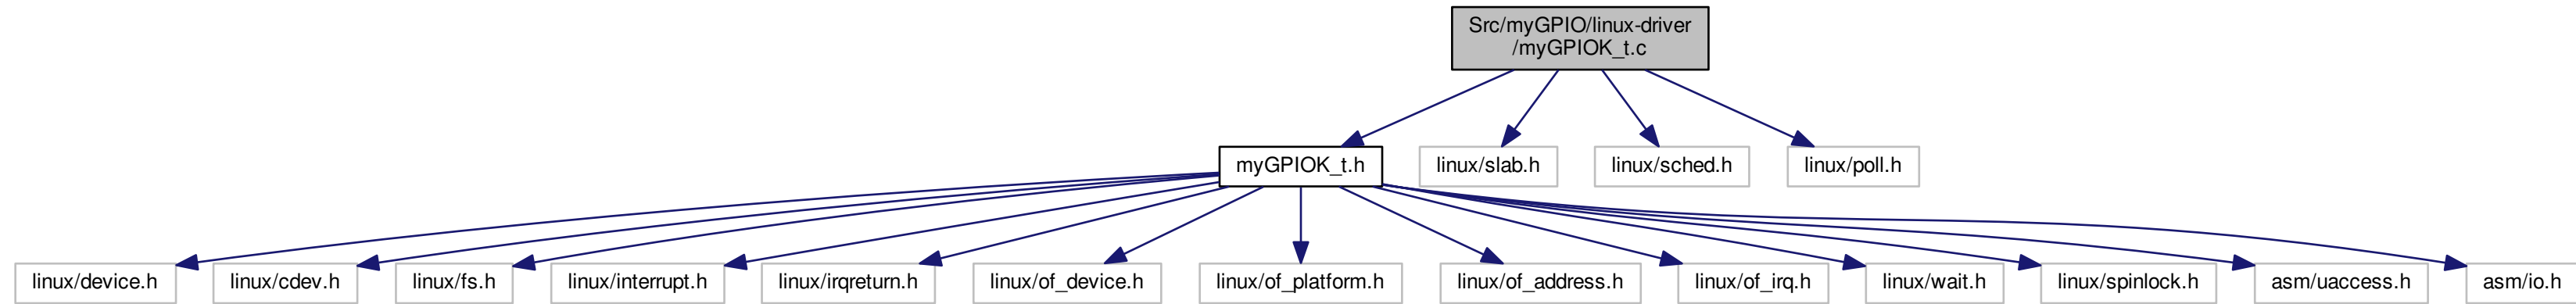 Src/myGPIO/linux-driver
/myGPIOK_t.c
myGPIOK_t.h
linux/slab.h
linux/sched.h
linux/poll.h
linux/device.h
linux/cdev.h
linux/fs.h
linux/interrupt.h
linux/irqreturn.h
linux/of_device.h
linux/of_platform.h
linux/of_address.h
linux/of_irq.h
linux/wait.h
linux/spinlock.h
asm/uaccess.h
asm/io.h